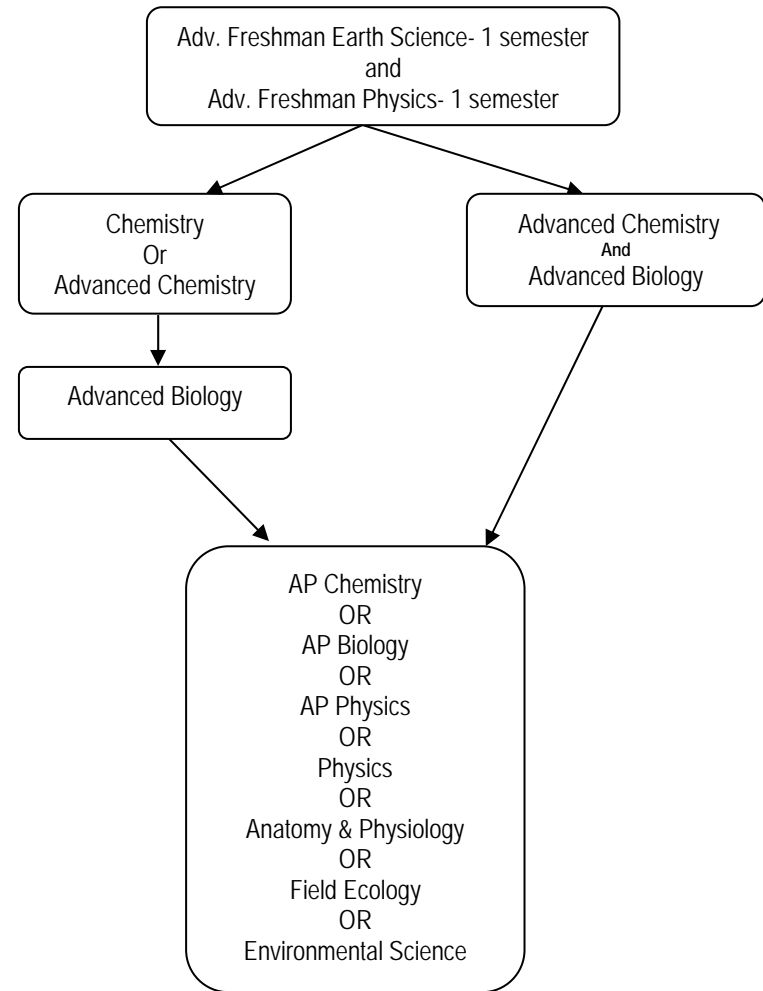 Adv. Freshman Earth Science- 1 semester
and
Adv. Freshman Physics- 1 semester
Chemistry
Or
Advanced Chemistry
Advanced Chemistry
And
Advanced Biology
Advanced Biology
AP Chemistry
OR
AP Biology
OR
AP Physics
OR
Physics
OR
Anatomy & Physiology
OR
Field Ecology
OR
Environmental Science